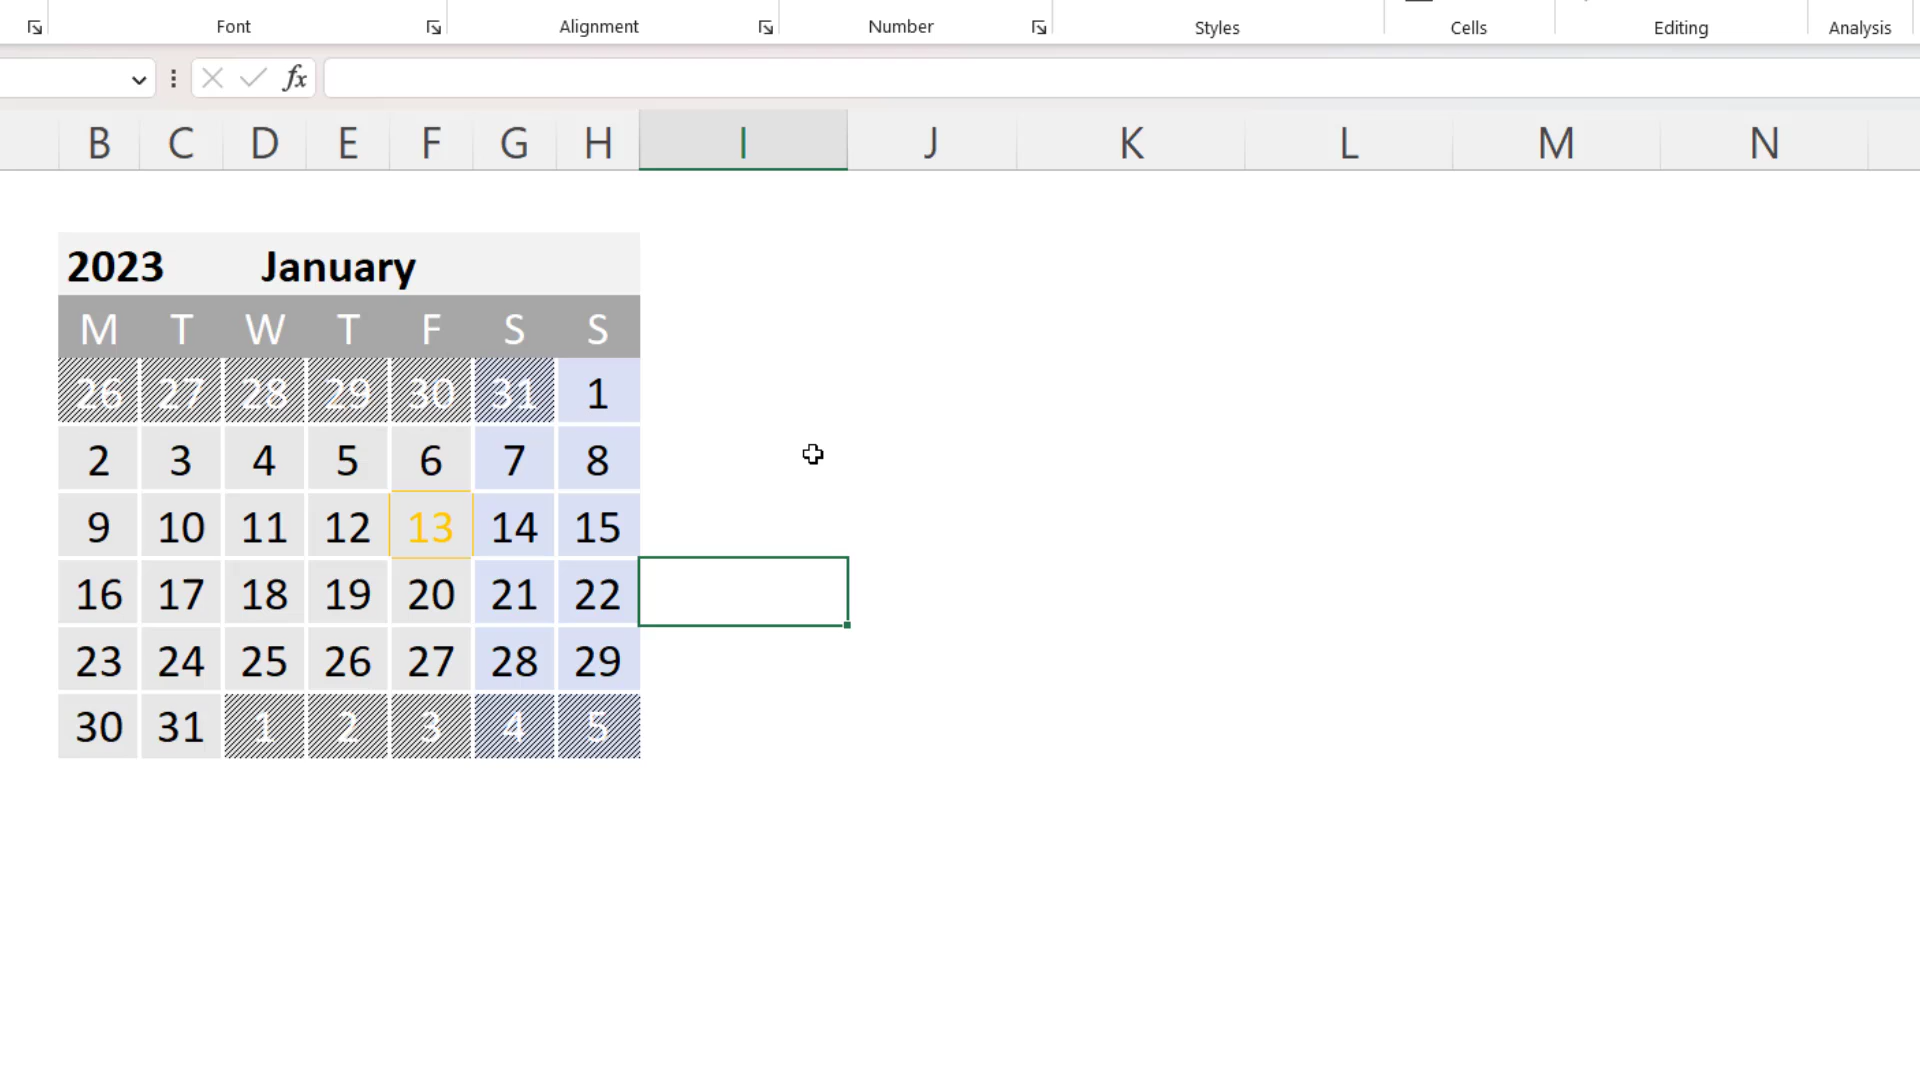 Font Alignment Number Styles Cells Editing Analysis
fx
B C D E F G H I J K L M N
2023 January
M T W T F S S
26 27 28 29 30 31 1
2 3 4 5 6 7 8
9 10 11 12 13 14 15
16 17 18 19 20 21 22
23 24 25 26 27 28 29
30 31 1 2 3 4 5